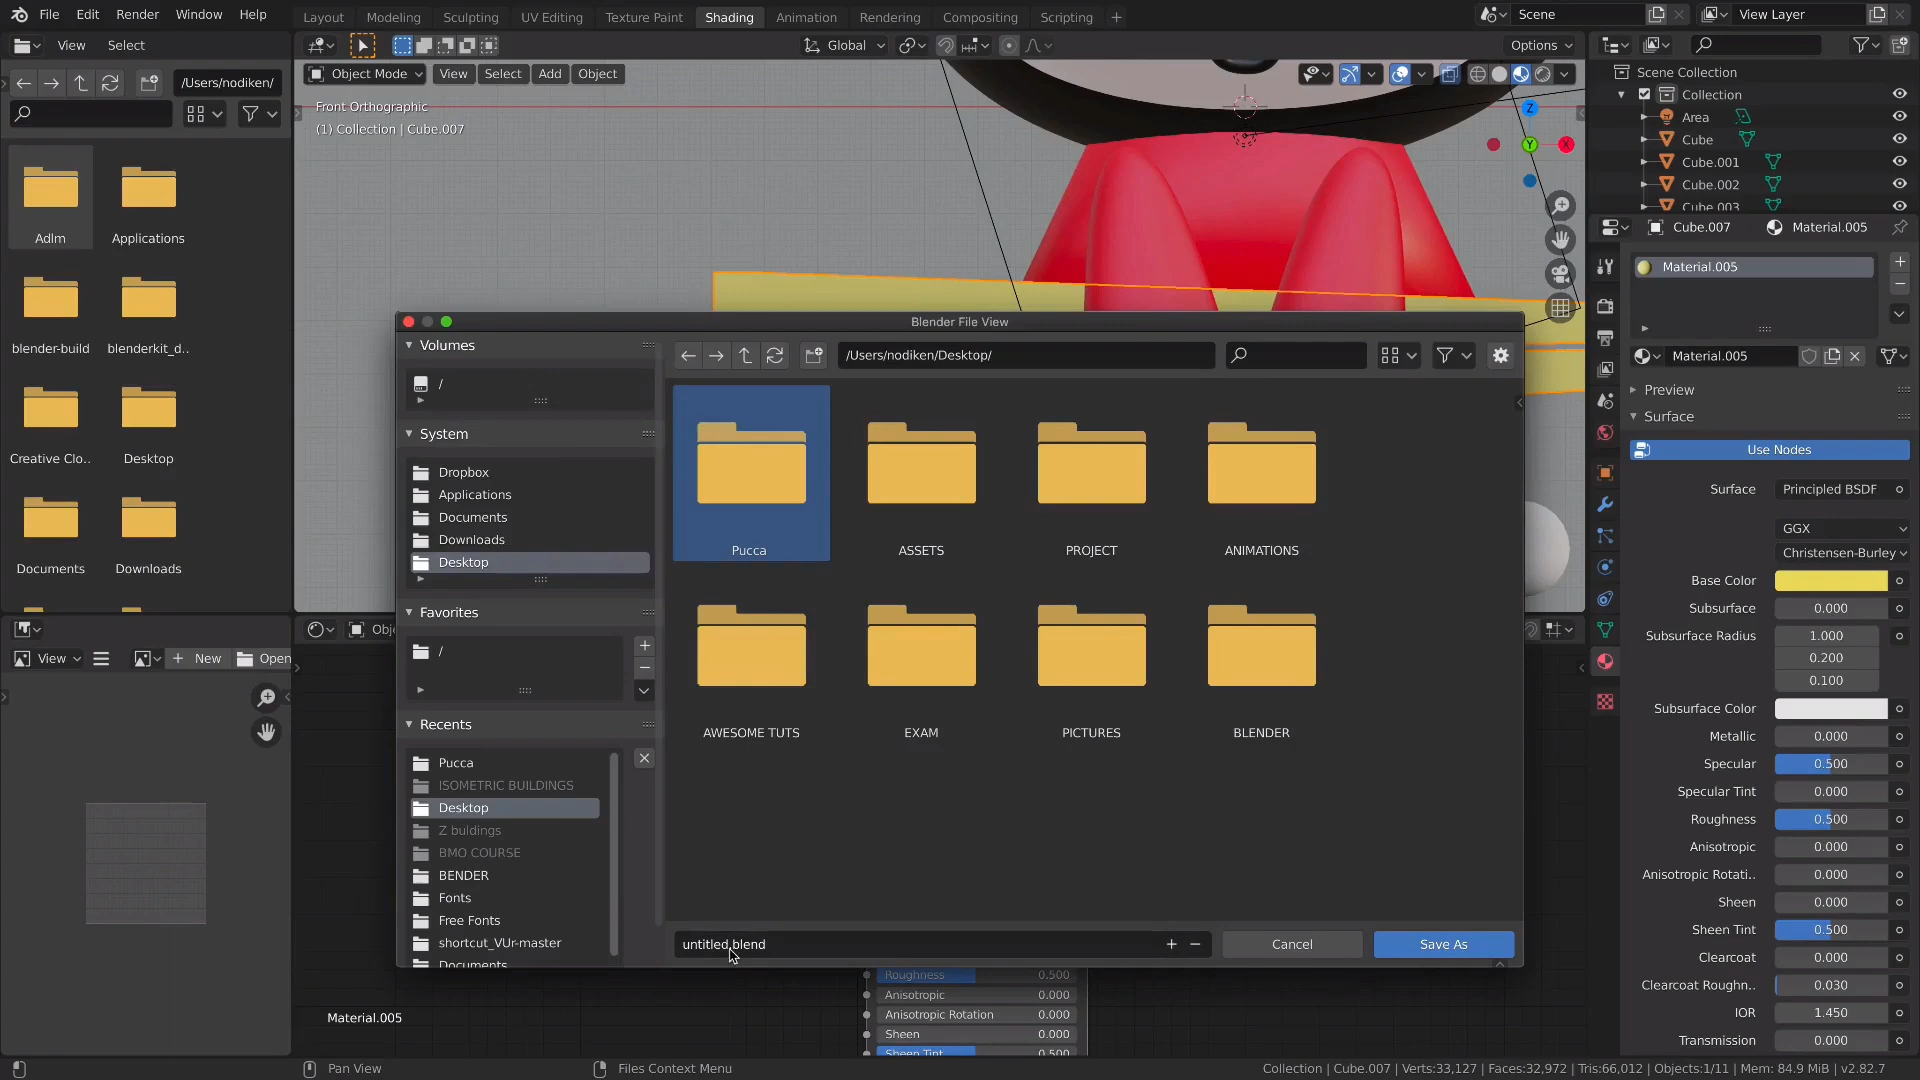 File Edit Render Window Help Layout Modeling Sculpting UV Editing Texture Paint Shading Animation Rendering Compositing Scripting + Scene View Layer
View Select Global Options
/Users/nodiken/ Object Mode View Select Add Object
Front Orthographic
(1) Collection | Cube.007
Z
Y
X
Scene Collection
Collection
Area
Cube
Cube.001
Cube.002
Cube.003
Adlm Applications
blender-build blenderkit_d..
Creative Clo.. Desktop
Documents Downloads
View New Open
Obj
Blender File View
Volumes
/
System
Dropbox
Applications
Documents
Downloads
Desktop
Favorites
/
Recents
Pucca
ISOMETRIC BUILDINGS
Desktop
Z buldings
BMO COURSE
BENDER
Fonts
Free Fonts
shortcut_VUr-master
Documents
/Users/nodiken/Desktop/
Pucca ASSETS PROJECT ANIMATIONS
AWESOME TUTS EXAM PICTURES BLENDER
untitled.blend + − Cancel Save As
Roughness 0.500
Anisotropic 0.000
Anisotropic Rotation 0.000
Sheen 0.000
Sheen Tint 0.500
Material.005
Cube.007 Material.005
Material.005
Material.005
Preview
Surface
Use Nodes
Surface Principled BSDF
GGX
Christensen-Burley
Base Color
Subsurface 0.000
Subsurface Radius 1.000
0.200
0.100
Subsurface Color
Metallic 0.000
Specular 0.500
Specular Tint 0.000
Roughness 0.500
Anisotropic 0.000
Anisotropic Rotati.. 0.000
Sheen 0.000
Sheen Tint 0.500
Clearcoat 0.000
Clearcoat Roughn.. 0.030
IOR 1.450
Transmission 0.000
Pan View Files Context Menu Collection | Cube.007 | Verts:33,127 | Faces:32,972 | Tris:66,012 | Objects:1/11 | Mem: 84.9 MiB | v2.82.7